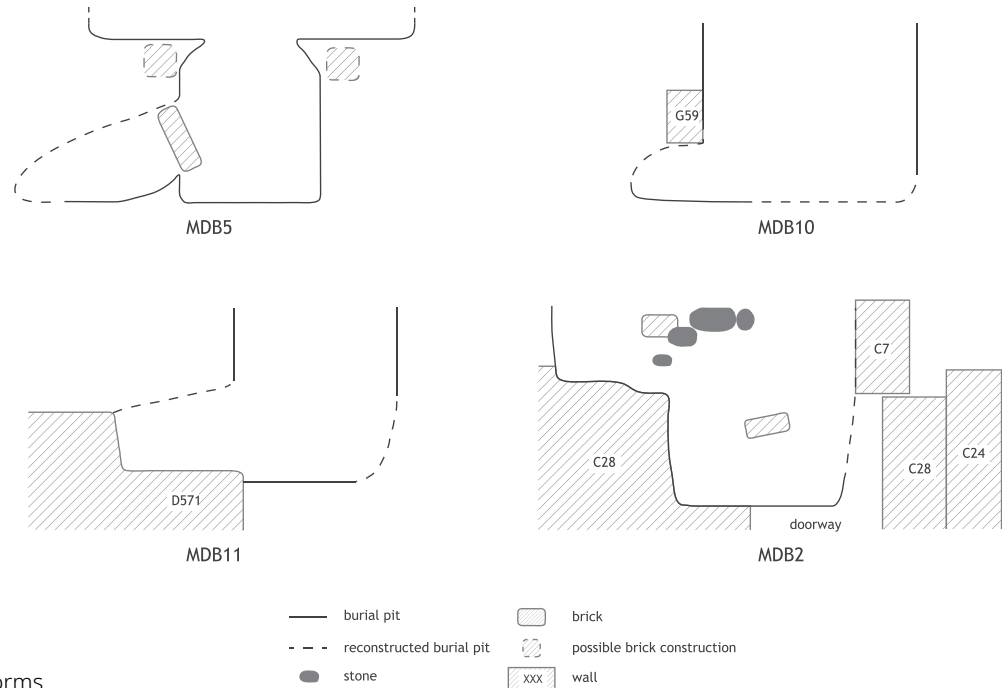 G59
MDB5
MDB10
C7
C28
C24
C28
D571
doorway
MDB11
MDB2
burial pit
brick
reconstructed burial pit
possible brick construction
stone
xxx
wall
orms